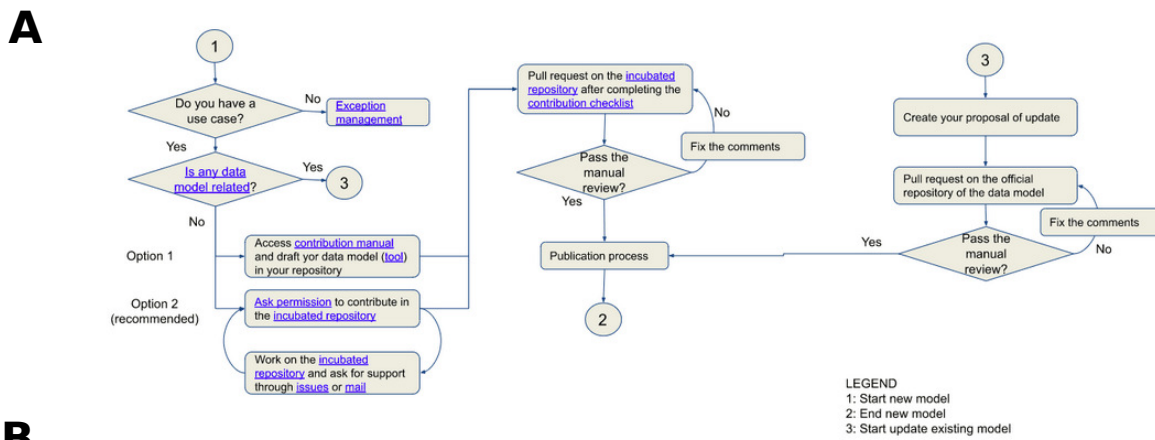 A
1
Do you have a
use case?
No
Exception
management
Yes
Is any data
model related?
Yes
3
No
Option 1
Access contribution manual
and draft yor data model (tool)
in your repository
Option 2
(recommended)
Ask permission to contribute in
the incubated repository
Work on the incubated
repository and ask for support
through issues or mail
Pull request on the incubated
repository after completing the
contribution checklist
No
Fix the comments
Pass the
manual
review?
Yes
Publication process
2
3
Create your proposal of update
Pull request on the official
repository of the data model
Fix the comments
Pass the
manual
review?
No
Yes
LEGEND
1: Start new model
2: End new model
3: Start update existing model
B